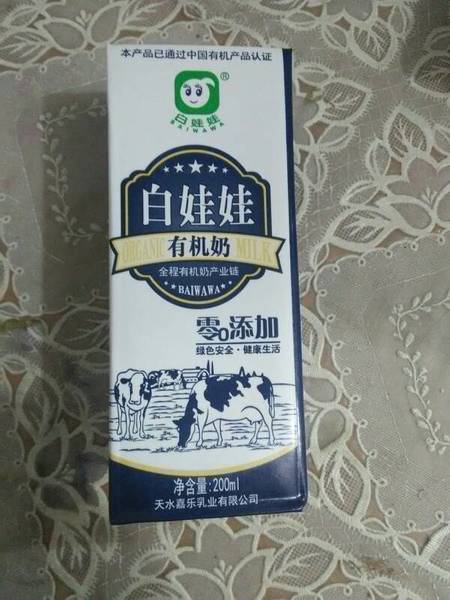 本产品已通过中国有机产品认证
®
白娃娃
BAIWAWA
白娃娃
ORGANIC 有机奶 MILK
全程有机奶产业链
BAIWAWA
零添加
绿色安全·健康生活
净含量:200ml
天水嘉乐乳业有限公司